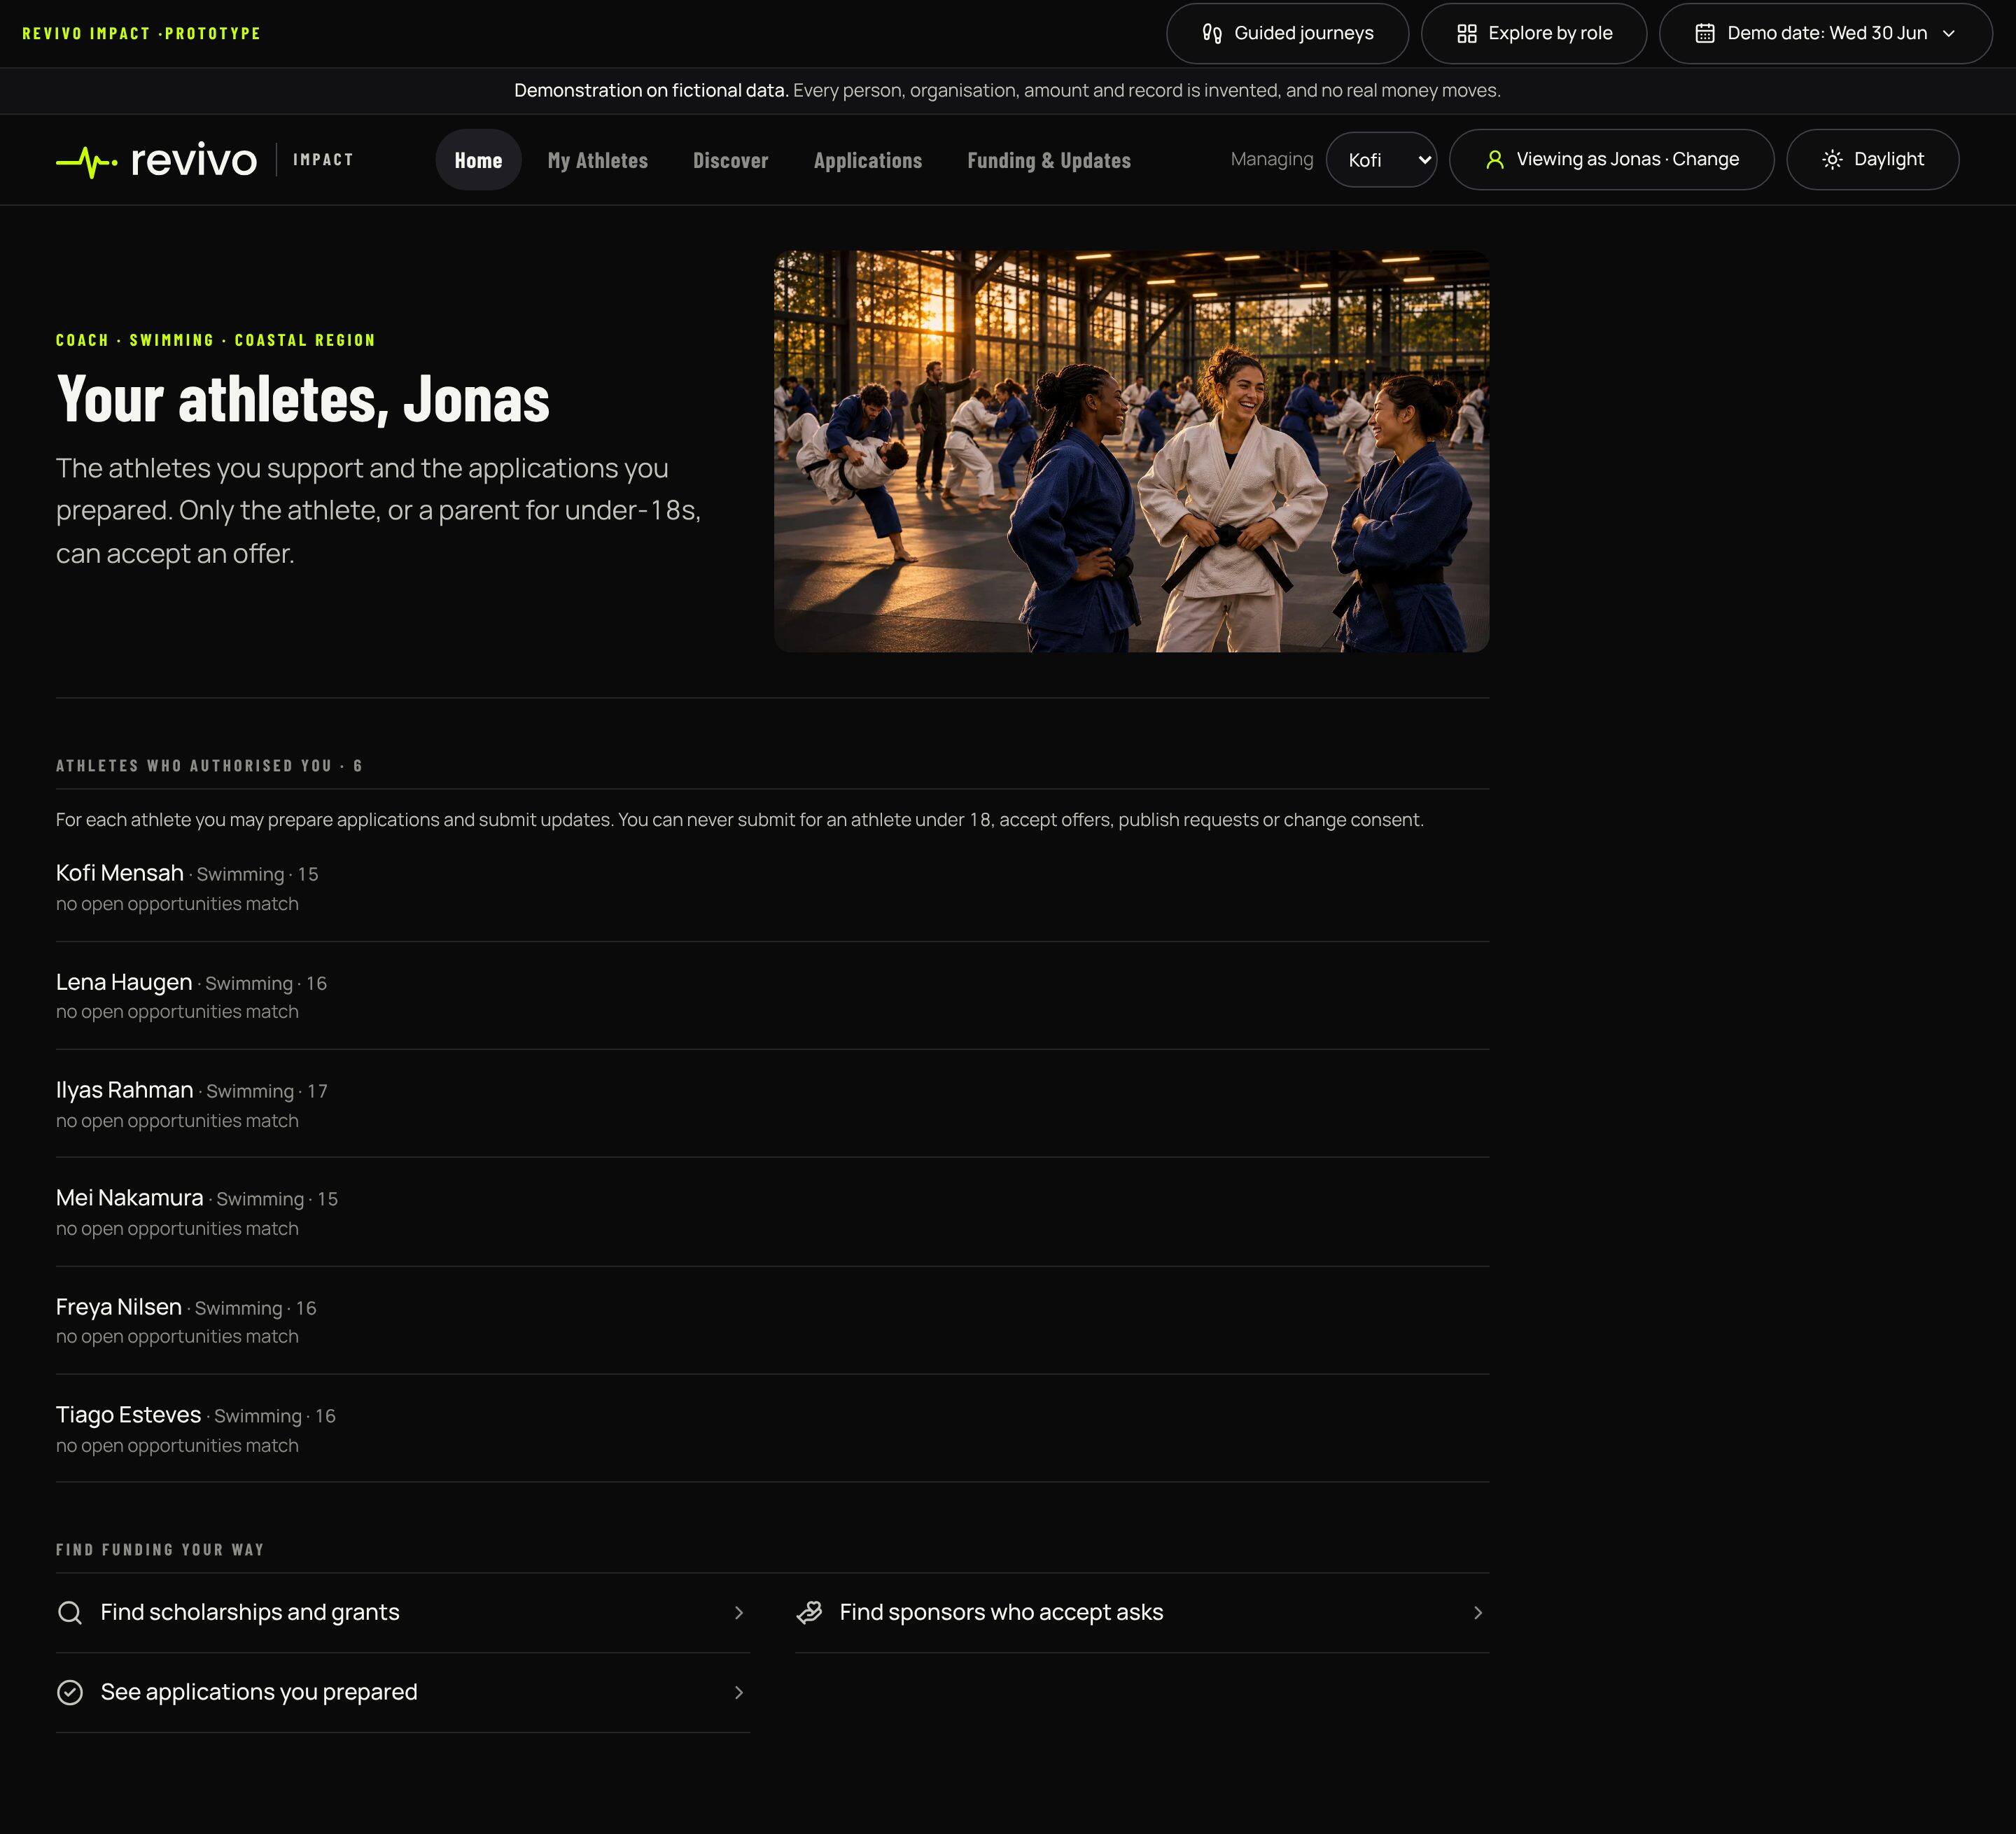 REVIVO IMPACT ·PROTOTYPE
Guided journeys
Explore by role
Demo date: Wed 30 Jun
Demonstration on fictional data. Every person, organisation, amount and record is invented, and no real money moves.
revivo
IMPACT
Home
My Athletes
Discover
Applications
Funding & Updates
Managing
Kofi
Viewing as Jonas · Change
Daylight
COACH · SWIMMING · COASTAL REGION
Your athletes, Jonas
The athletes you support and the applications you
prepared. Only the athlete, or a parent for under-18s,
can accept an offer.
ATHLETES WHO AUTHORISED YOU · 6
For each athlete you may prepare applications and submit updates. You can never submit for an athlete under 18, accept offers, publish requests or change consent.
Kofi Mensah · Swimming · 15
no open opportunities match
Lena Haugen · Swimming · 16
no open opportunities match
Ilyas Rahman · Swimming · 17
no open opportunities match
Mei Nakamura · Swimming · 15
no open opportunities match
Freya Nilsen · Swimming · 16
no open opportunities match
Tiago Esteves · Swimming · 16
no open opportunities match
FIND FUNDING YOUR WAY
Find scholarships and grants
Find sponsors who accept asks
See applications you prepared